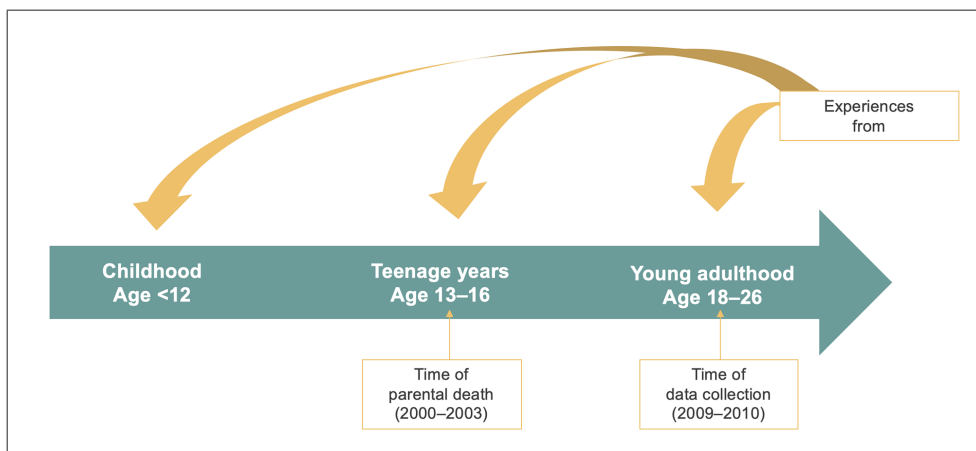 Experiences
from
Childhood
Age <12
Teenage years
Age 13–16
Young adulthood
Age 18–26
Time of
parental death
(2000–2003)
Time of
data collection
(2009–2010)